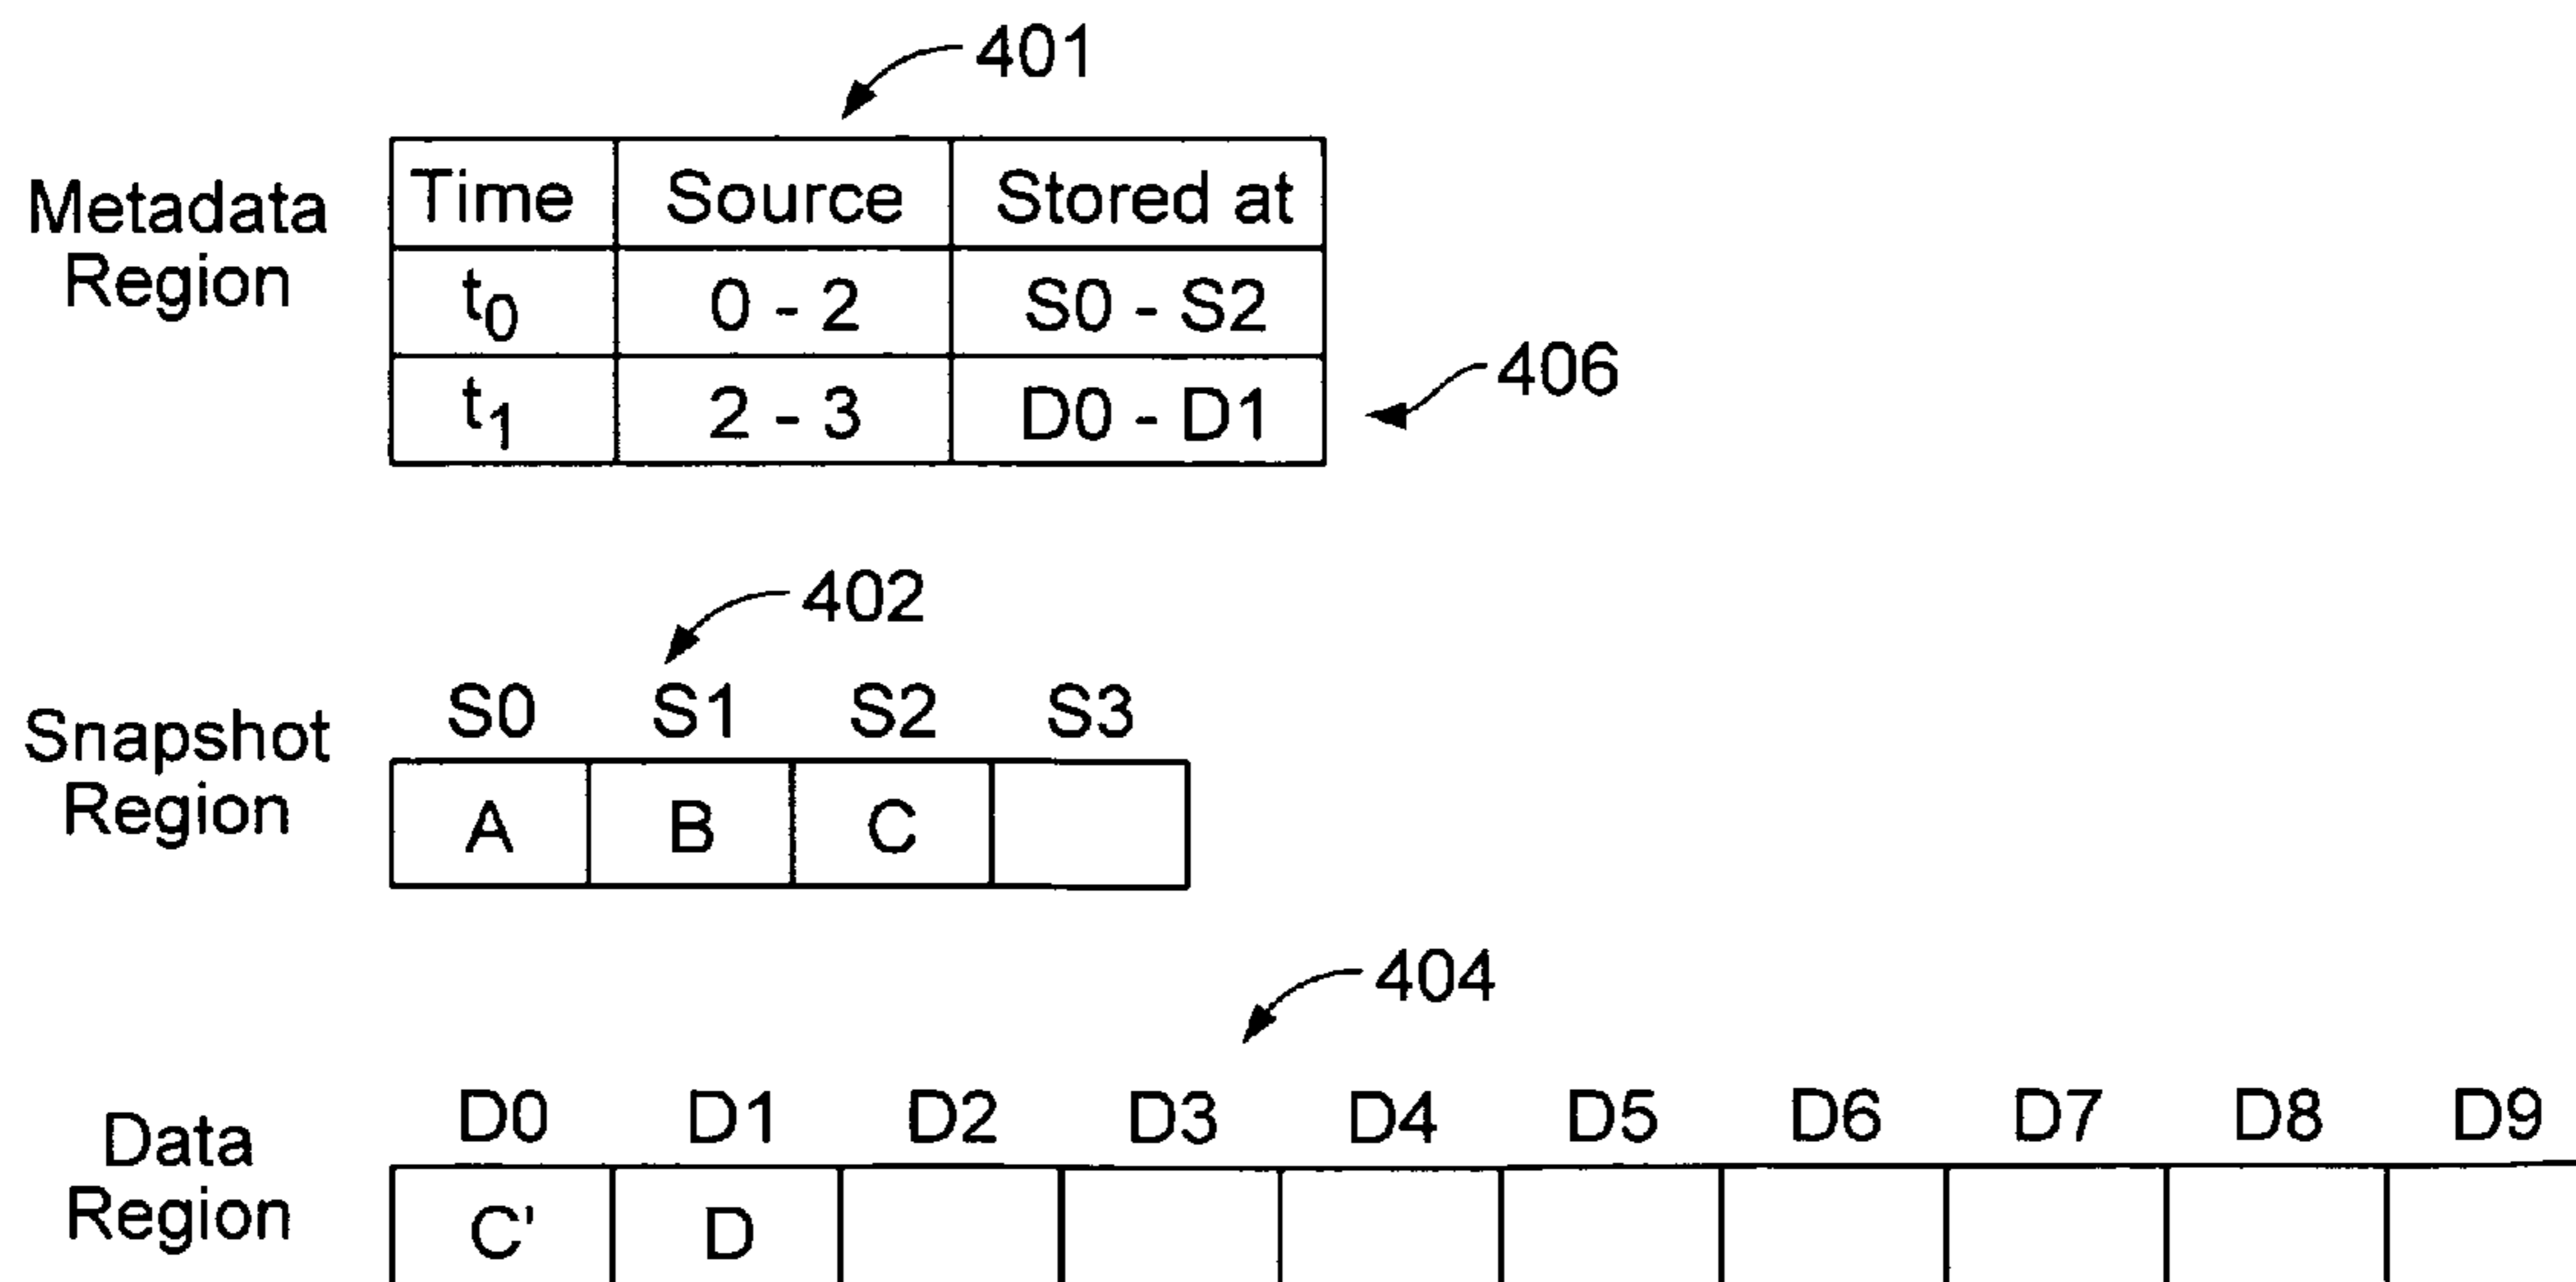 401
Metadata Region
Time Source Stored at
t0 0 - 2 S0 - S2
t1 2 - 3 D0 - D1
406
402
S0 S1 S2 S3
Snapshot Region
A B C
404
D0 D1 D2 D3 D4 D5 D6 D7 D8 D9
Data Region
C' D